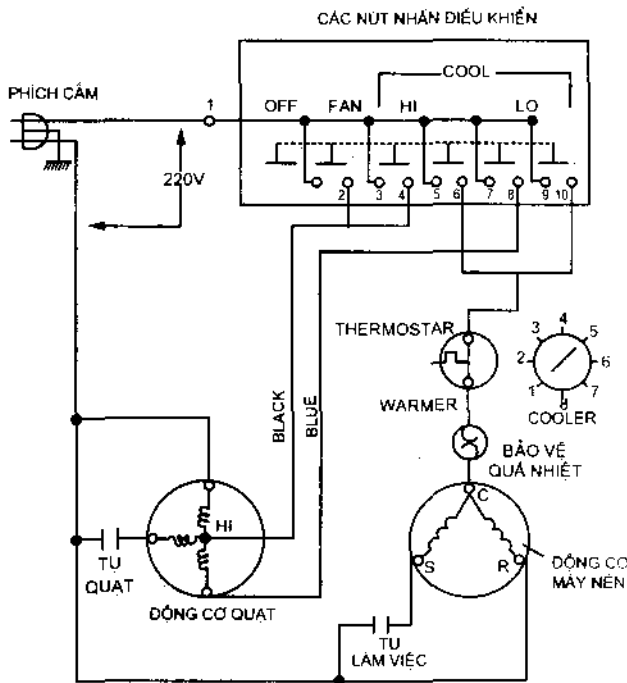 CÁC NÚT NHẤN ĐIỀU KHIỂN
COOL
PHÍCH CẮM
1 OFF FAN HI LO
220V
2 3 4 5 6 7 8 9 10
THERMOSTAR
WARMER
1 2 3 4 5 6 7 8
COOLER
BLACK
BLUE
BẢO VỆ
QUÁ NHIỆT
Hi
C
S R
TỤ
QUẠT
ĐỘNG CƠ QUẠT
ĐỘNG CƠ
MÁY NÉN
TỤ
LÀM VIỆC